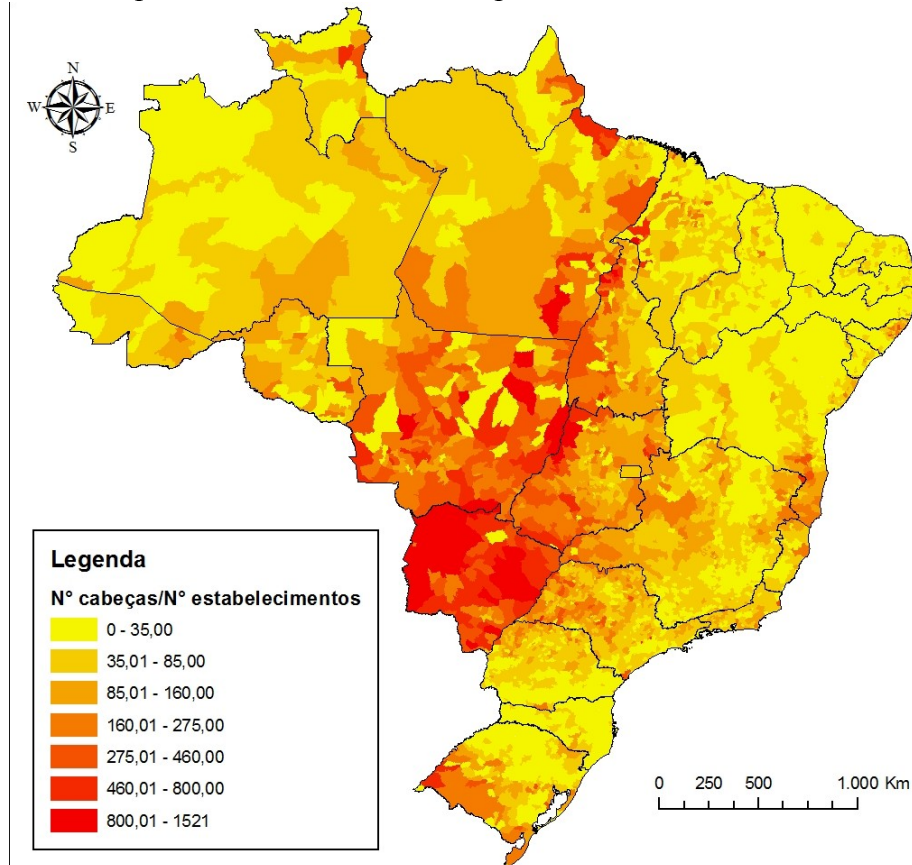 N
W E
S
Legenda
N° cabeças/N° estabelecimentos
0 - 35,00
35,01 - 85,00
85,01 - 160,00
160,01 - 275,00
275,01 - 460,00
460,01 - 800,00
800,01 - 1521
0 250 500 1.000 Km